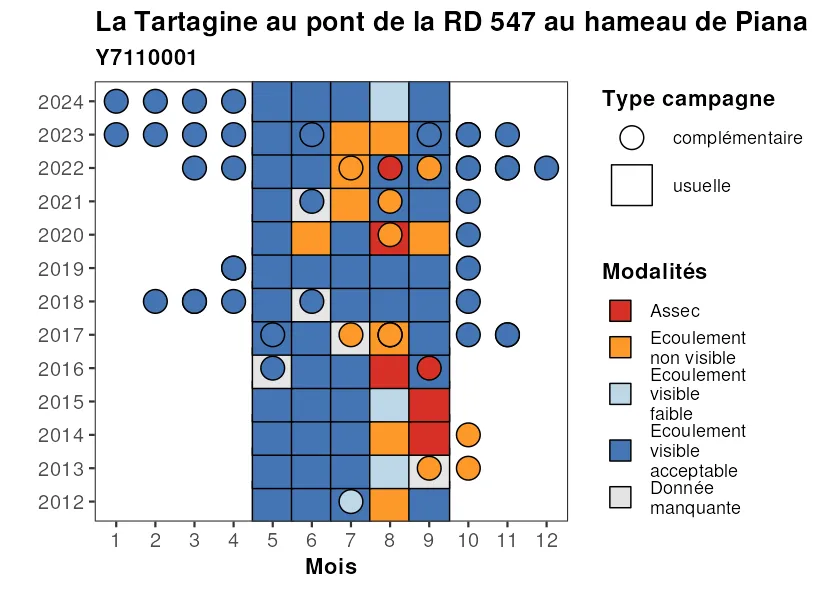 La Tartagine au pont de la RD 547 au hameau de Piana
Y7110001
2024
2023
2022
2021
2020
2019
2018
2017
2016
2015
2014
2013
2012
1 2 3 4 5 6 7 8 9 10 11 12
Mois
Type campagne
complémentaire
usuelle
Modalités
Assec
Ecoulement
non visible
Ecoulement
visible
faible
Ecoulement
visible
acceptable
Donnée
manquante